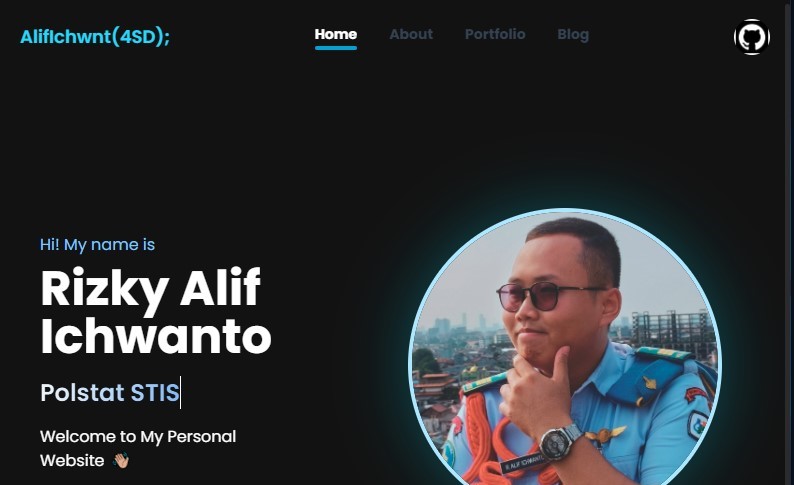 AlifIchwnt(4SD);
Home About Portfolio Blog
Hi! My name is
Rizky Alif
Ichwanto
Polstat STIS
Welcome to My Personal
Website 👋🏽
R. ALIF ICHWANTO